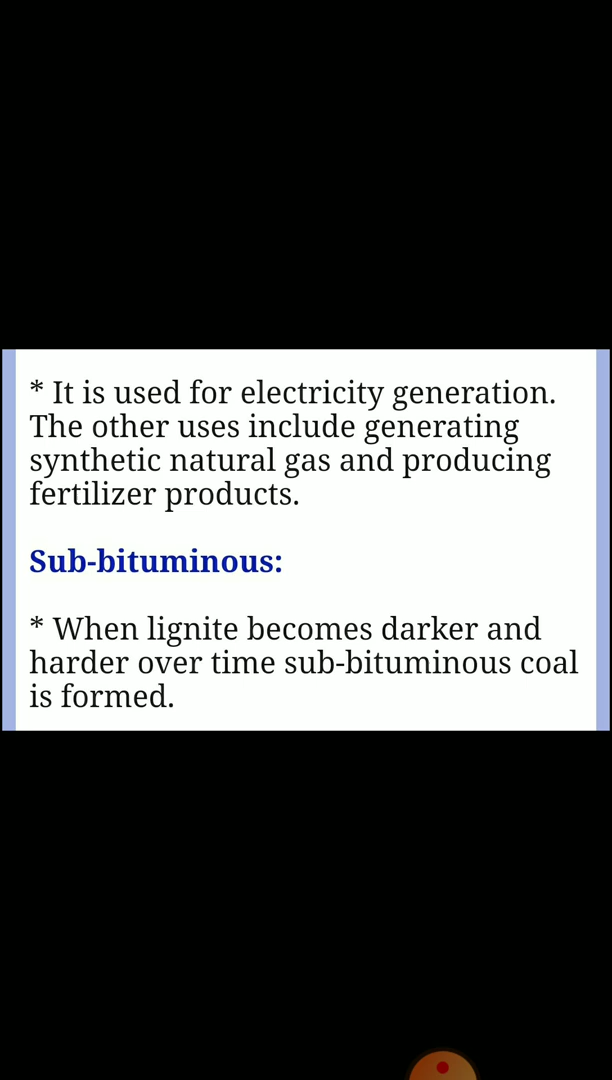 * It is used for electricity generation.
The other uses include generating
synthetic natural gas and producing
fertilizer products.
Sub-bituminous:
* When lignite becomes darker and
harder over time sub-bituminous coal
is formed.